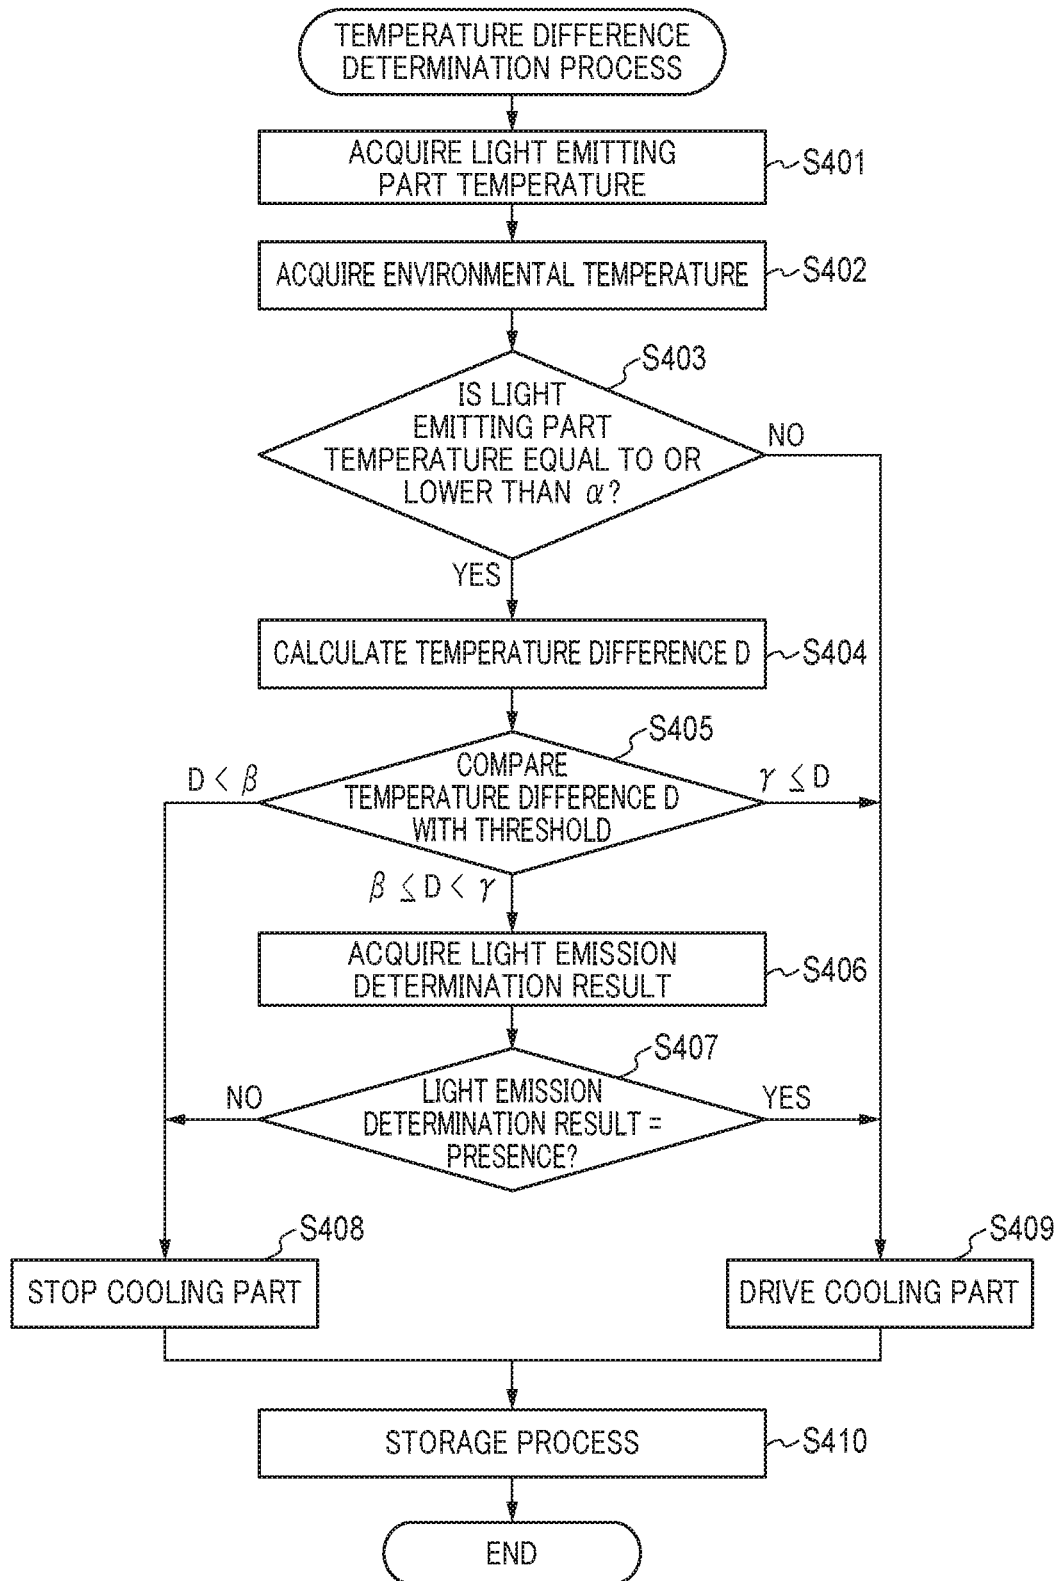 TEMPERATURE DIFFERENCE
DETERMINATION PROCESS
ACQUIRE LIGHT EMITTING
PART TEMPERATURE
S401
ACQUIRE ENVIRONMENTAL TEMPERATURE
S402
S403
IS LIGHT
EMITTING PART
TEMPERATURE EQUAL TO OR
LOWER THAN α?
NO
YES
CALCULATE TEMPERATURE DIFFERENCE D
S404
S405
COMPARE
TEMPERATURE DIFFERENCE D
WITH THRESHOLD
D < β
γ ≤ D
β ≤ D < γ
ACQUIRE LIGHT EMISSION
DETERMINATION RESULT
S406
S407
LIGHT EMISSION
DETERMINATION RESULT =
PRESENCE?
NO
YES
S408
STOP COOLING PART
S409
DRIVE COOLING PART
STORAGE PROCESS
S410
END